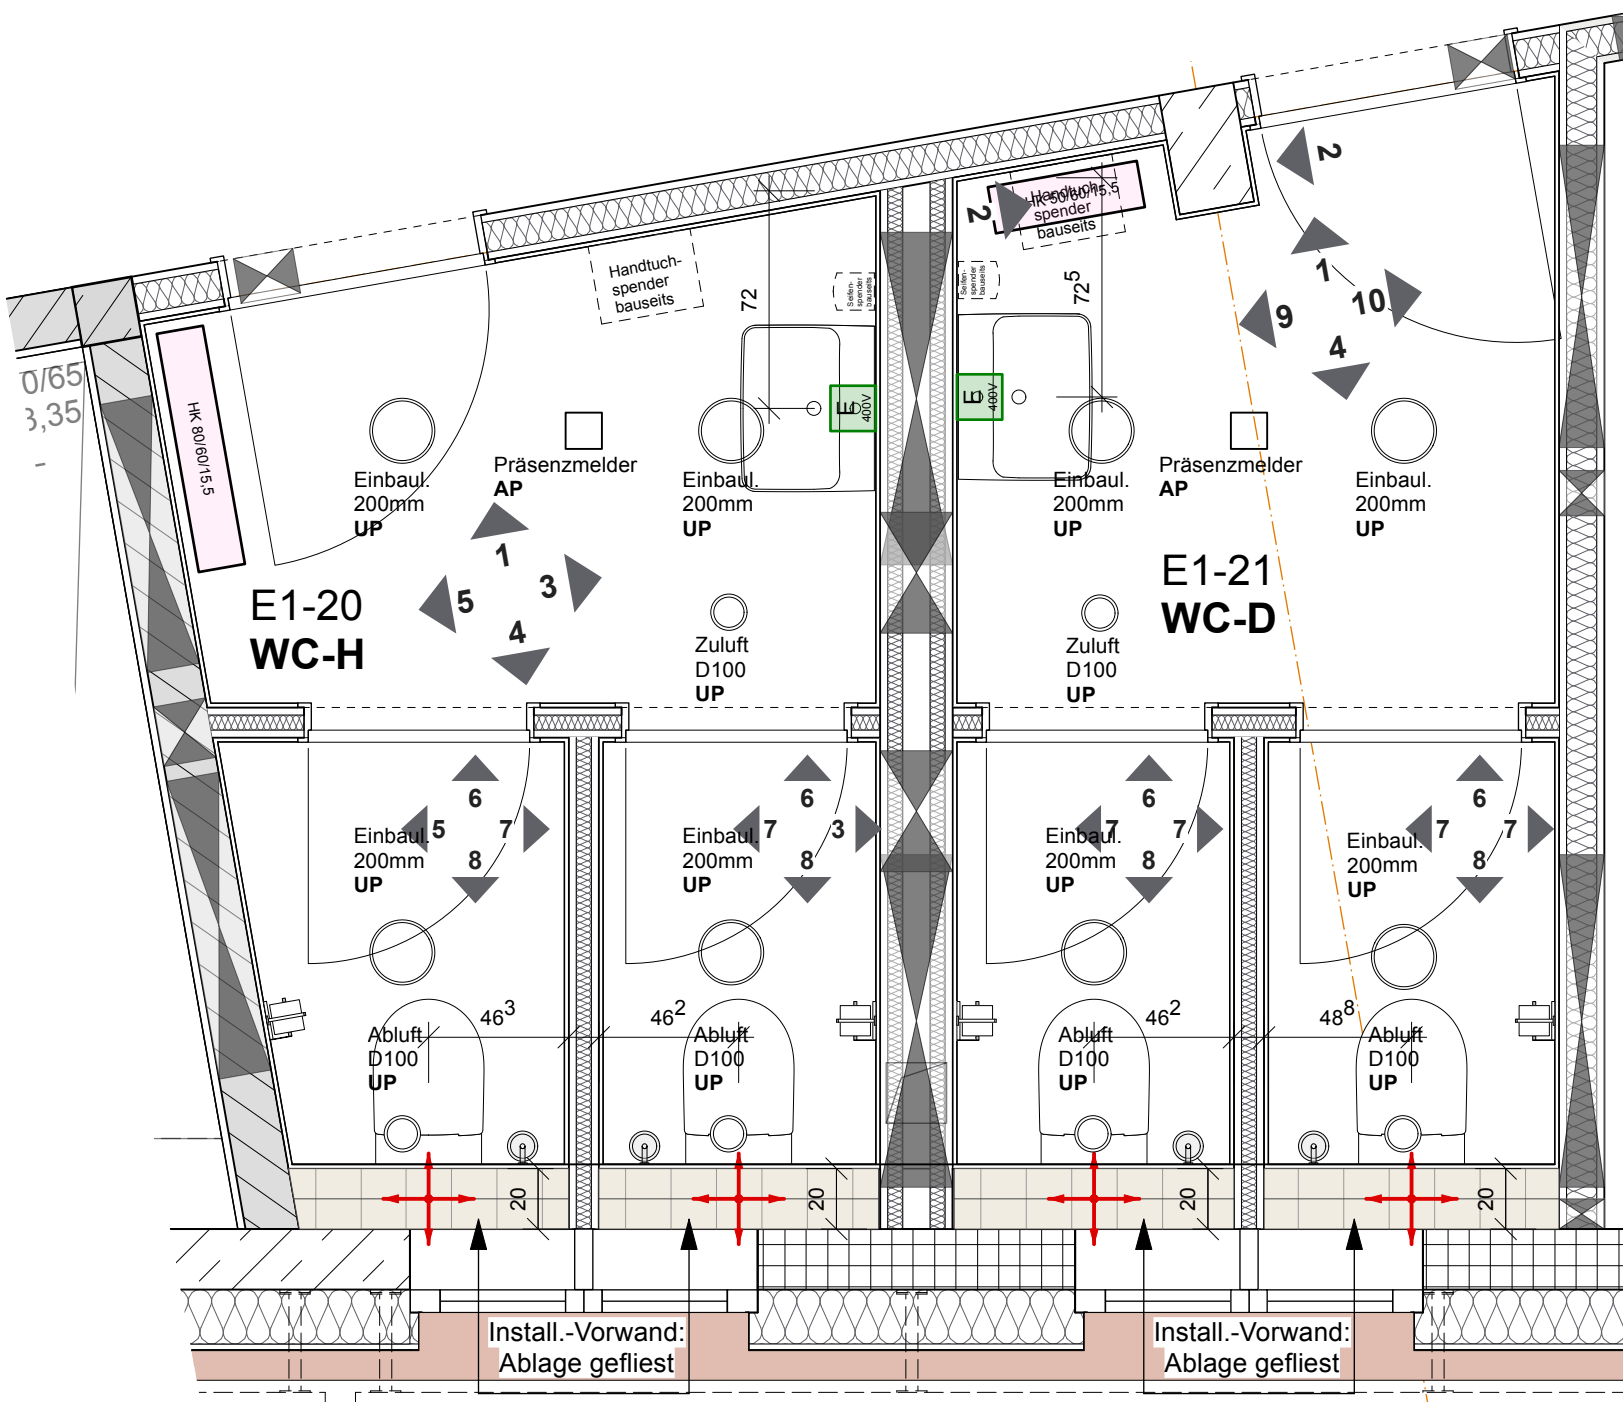 0/65
3,35
-
HK 80/60/15,5
Handtuch-
spender
bauseits
Seifen-
spender
bauseits
72
E
400V
Einbaul.
200mm
UP
Präsenzmelder
AP
Einbaul.
200mm
UP
1
3
5
4
E1-20
WC-H
Zuluft
D100
UP
2
HK 50/60/15,5
Handtuch-
spender
bauseits
Seifen-
spender
bauseits
72⁵
E
400V
2
1
10
9
4
Einbaul.
200mm
UP
Präsenzmelder
AP
Einbaul.
200mm
UP
E1-21
WC-D
Zuluft
D100
UP
6
5
7
8
Einbaul.
200mm
UP
6
7
3
8
Einbaul.
200mm
UP
6
7
7
8
Einbaul.
200mm
UP
6
7
7
8
Einbaul.
200mm
UP
46³
46²
46²
48⁸
Abluft
D100
UP
Abluft
D100
UP
Abluft
D100
UP
Abluft
D100
UP
20
20
20
20
Install.-Vorwand:
Ablage gefliest
Install.-Vorwand:
Ablage gefliest